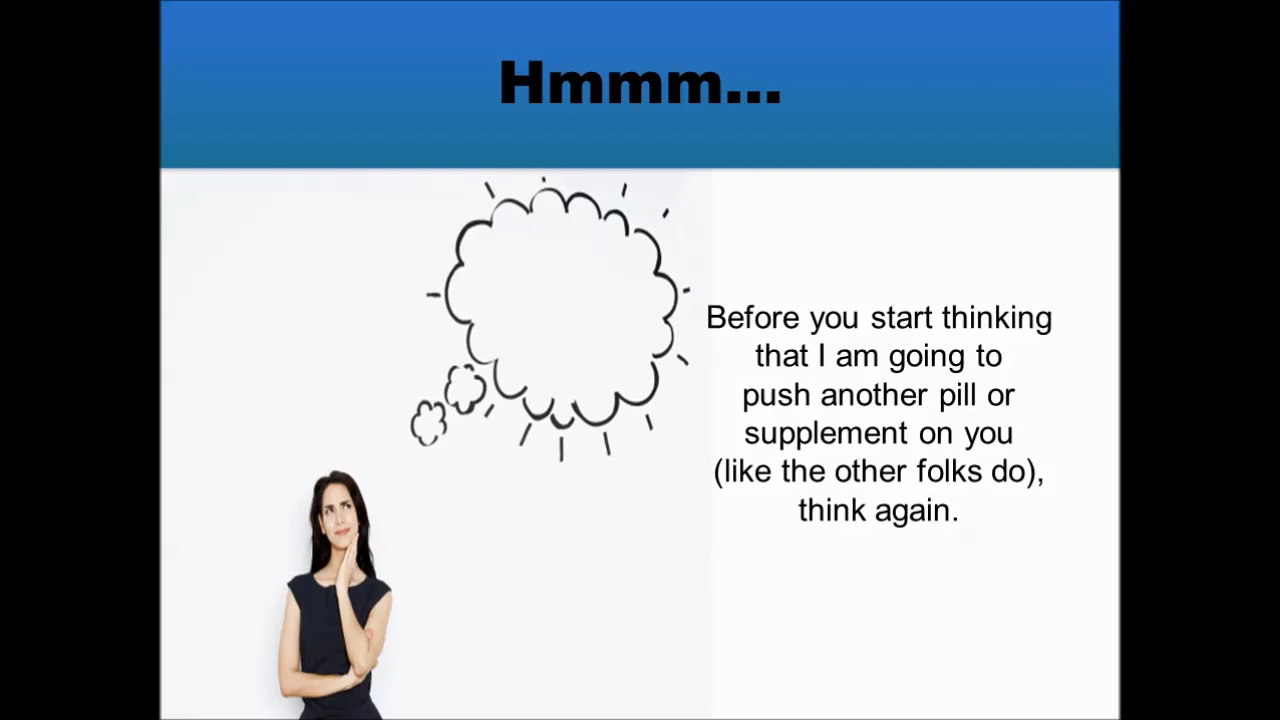 Hmmm...
Before you start thinking
that I am going to
push another pill or
supplement on you
(like the other folks do),
think again.